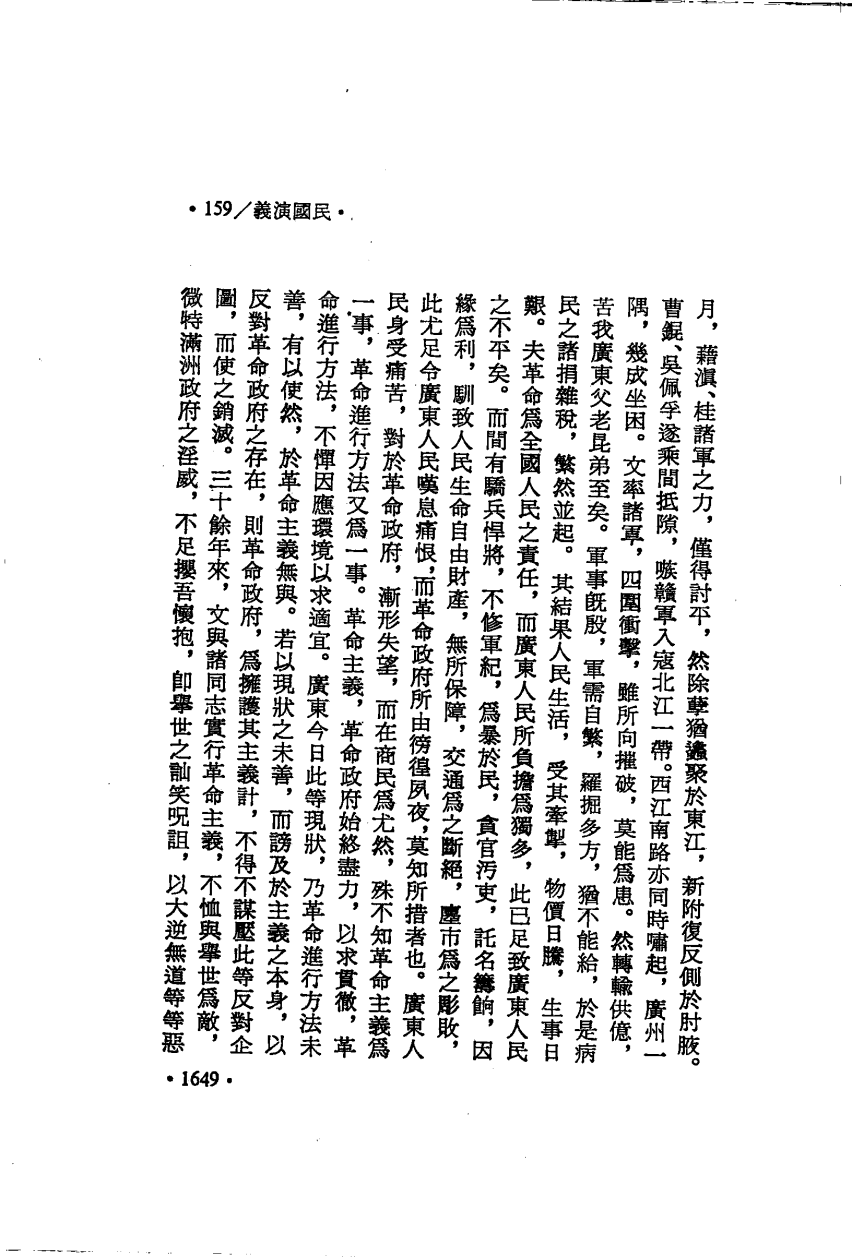 •159/義演國民•
月，藉滇、桂諸軍之力，僅得討平，然除孽猶蠭聚於東江，新附復反側於肘腋。
曹錕、吳佩孚遂乘間抵隙，嗾贛軍入寇北江一帶。西江南路亦同時嘯起，廣州一
隅，幾成坐困。文率諸軍，四圍衝擊，雖所向摧破，莫能爲患。然轉輸供億，
苦我廣東父老昆弟至矣。軍事旣殷，軍需自繁，羅掘多方，猶不能給，於是病
民之諸捐雜稅，繁然並起。其結果人民生活，受其牽掣，物價日騰，生事日
艱。夫革命爲全國人民之責任，而廣東人民所負擔爲獨多，此已足致廣東人民
之不平矣。而間有驕兵悍將，不修軍紀，爲暴於民，貪官汚吏，託名籌餉，因
緣爲利，馴致人民生命自由財產，無所保障，交通爲之斷絕，廛市爲之彫敗，
此尤足令廣東人民嘆息痛恨，而革命政府所由徬徨夙夜，莫知所措者也。廣東人
民身受痛苦，對於革命政府，漸形失望，而在商民爲尤然，殊不知革命主義爲
一事，革命進行方法又爲一事。革命主義，革命政府始終盡力，以求貫徹，革
命進行方法，不憚因應環境以求適宜。廣東今日此等現狀，乃革命進行方法未
善，有以使然，於革命主義無與。若以現狀之未善，而謗及於主義之本身，以
反對革命政府之存在，則革命政府，爲擁護其主義計，不得不謀壓此等反對企
圖，而使之銷滅。三十餘年來，文與諸同志實行革命主義，不恤與舉世爲敵，
微特滿洲政府之淫威，不足攖吾懷抱，卽舉世之訕笑呪詛，以大逆無道等等惡
•1649•